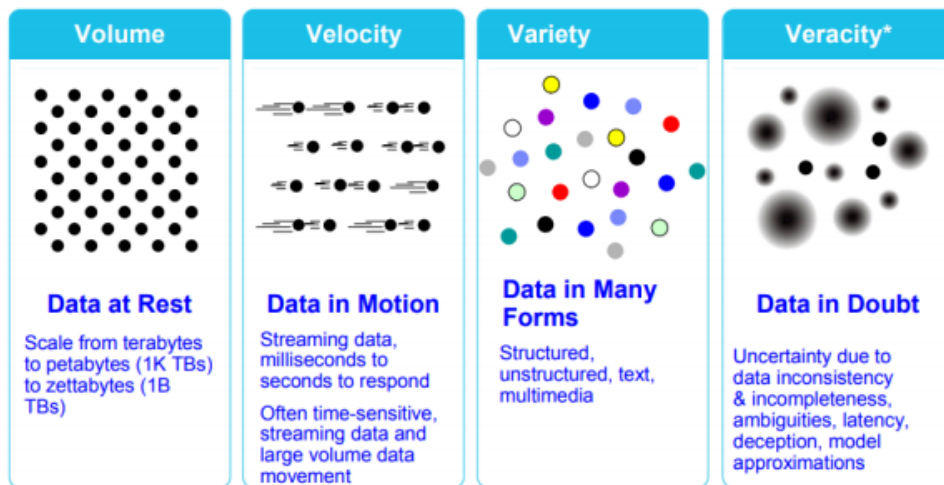 Volume
Data at Rest
Scale from terabytes
to petabytes (1K TBs)
to zettabytes (1B
TBs)
Velocity
Data in Motion
Streaming data,
milliseconds to
seconds to respond
Often time-sensitive,
streaming data and
large volume data
movement
Variety
Data in Many
Forms
Structured,
unstructured, text,
multimedia
Veracity*
Data in Doubt
Uncertainty due to
data inconsistency
& incompleteness,
ambiguities, latency,
deception, model
approximations